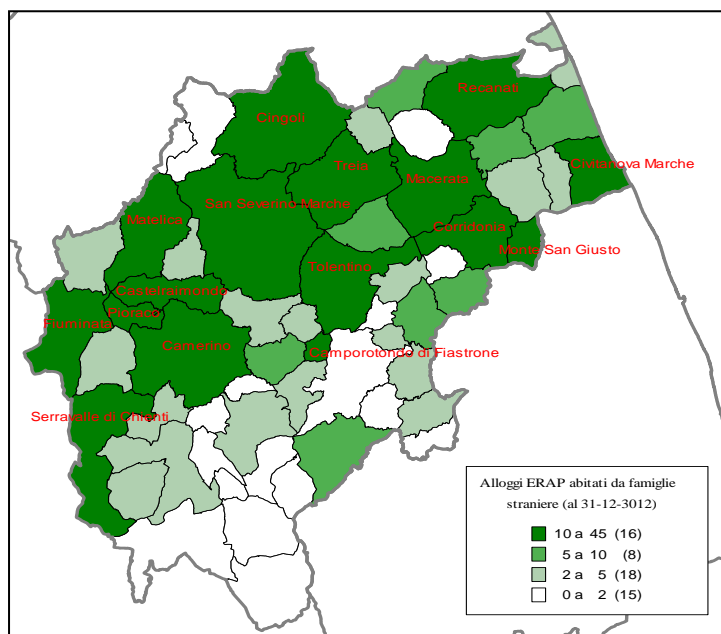 Recanati
Cingoli
Treia
Civitanova Marche
Macerata
San Severino Marche
Matelica
Corridonia
Monte San Giusto
Tolentino
Castelraimondo
Pioraco
Fiuminata
Camerino
Camporotondo di Fiastrone
Serravalle di Chienti
Alloggi ERAP abitati da famiglie
straniere (al 31-12-3012)
10 a 45 (16)
5 a 10 (8)
2 a 5 (18)
0 a 2 (15)